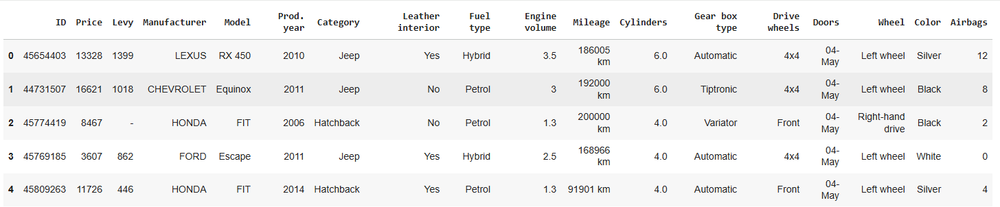 ID Price Levy Manufacturer Model Prod. year Category Leather interior Fuel type Engine volume Mileage Cylinders Gear box type Drive wheels Doors Wheel Color Airbags
0 45654403 13328 1399 LEXUS RX 450 2010 Jeep Yes Hybrid 3.5 186005 km 6.0 Automatic 4x4 04-May Left wheel Silver 12
1 44731507 16621 1018 CHEVROLET Equinox 2011 Jeep No Petrol 3 192000 km 6.0 Tiptronic 4x4 04-May Left wheel Black 8
2 45774419 8467 - HONDA FIT 2006 Hatchback No Petrol 1.3 200000 km 4.0 Variator Front 04-May Right-hand drive Black 2
3 45769185 3607 862 FORD Escape 2011 Jeep Yes Hybrid 2.5 168966 km 4.0 Automatic 4x4 04-May Left wheel White 0
4 45809263 11726 446 HONDA FIT 2014 Hatchback Yes Petrol 1.3 91901 km 4.0 Automatic Front 04-May Left wheel Silver 4